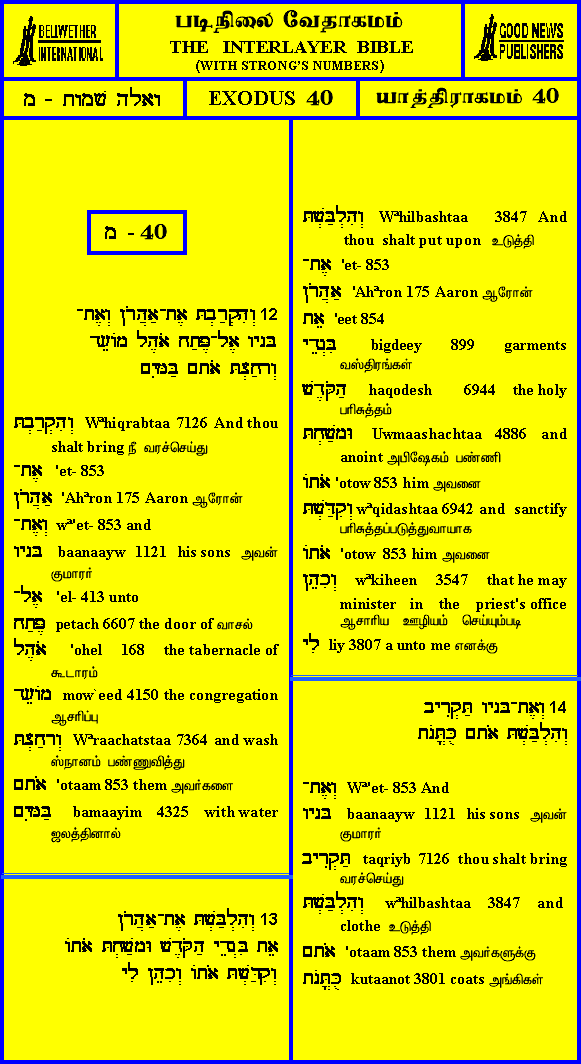 BELLWETHER
INTERNATIONAL
படிநிலை வேதாகமம்
THE INTERLAYER BIBLE
(WITH STRONG'S NUMBERS)
GOOD NEWS
PUBLISHERS
ואלה שמות - מ
EXODUS 40
யாத்திராகமம் 40
מ - 40
12 וְהִקְרַבְתָּ אֶת־אַהֲרֹן וְאֶת־
בָּנָיו אֶל־פֶּתַח אֹהֶל מוֹעֵד
וְרָחַצְתָּ אֹתָם בַּמָּיִם
וְהִקְרַבְתָּ Wªhiqrabtaa 7126 And thou
shalt bring நீ வரச்செய்து
אֶת־ 'et- 853
אַהֲרֹן 'Ahªron 175 Aaron ஆரோன்
וְאֶת־ wª'et- 853 and
בָּנָיו baanaayw 1121 his sons அவன்
குமாரர்
אֶל־ 'el- 413 unto
פֶּתַח petach 6607 the door of வாசல்
אֹהֶל 'ohel 168 the tabernacle of
கூடாரம்
מוֹעֵד mow`eed 4150 the congregation
ஆசரிப்பு
וְרָחַצְתָּ Wªraachatstaa 7364 and wash
ஸ்நானம் பண்ணுவித்து
אֹתָם 'otaam 853 them அவர்களை
בַּמָּיִם bamaayim 4325 with water
ஜலத்தினால்
13 וְהִלְבַּשְׁתָּ אֶת־אַהֲרֹן
אֵת בִּגְדֵי הַקֹּדֶשׁ וּמָשַׁחְתָּ אֹתוֹ
וְקִדַּשְׁתָּ אֹתוֹ וְכִהֵן לִי
וְהִלְבַּשְׁתָּ Wªhilbashtaa 3847 And
thou shalt put upon உடுத்தி
אֶת־ 'et- 853
אַהֲרֹן 'Ahªron 175 Aaron ஆரோன்
אֵת 'eet 854
בִּגְדֵי bigdeey 899 garments
வஸ்திரங்கள்
הַקֹּדֶשׁ haqodesh 6944 the holy
பரிசுத்தம்
וּמָשַׁחְתָּ Uwmaashachtaa 4886 and
anoint அபிஷேகம் பண்ணி
אֹתוֹ 'otow 853 him அவனை
וְקִדַּשְׁתָּ wªqidashtaa 6942 and sanctify
பரிசுத்தப்படுத்துவாயாக
אֹתוֹ 'otow 853 him அவனை
וְכִהֵן wªkiheen 3547 that he may
minister in the priest's office
ஆசாரிய ஊழியம் செய்யும்படி
לִי liy 3807 a unto me எனக்கு
14 וְאֶת־בָּנָיו תַּקְרִיב
וְהִלְבַּשְׁתָּ אֹתָם כֻּתֳּנֹת
וְאֶת־ Wª'et- 853 And
בָּנָיו baanaayw 1121 his sons அவன்
குமாரர்
תַּקְרִיב taqriyb 7126 thou shalt bring
வரச்செய்து
וְהִלְבַּשְׁתָּ wªhilbashtaa 3847 and
clothe உடுத்தி
אֹתָם 'otaam 853 them அவர்களுக்கு
כֻּתֳּנֹת kutaanot 3801 coats அங்கிகள்